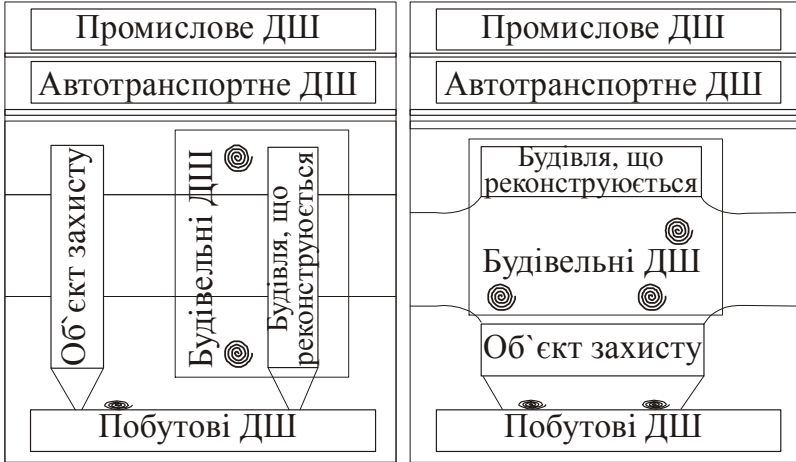 Промислове ДШ
Автотранспортне ДШ
Об`єкт захисту
Будівельні ДШ
Будівля, що
реконструюється
Побутові ДШ
Промислове ДШ
Автотранспортне ДШ
Будівля, що
реконструюється
Будівельні ДШ
Об`єкт захисту
Побутові ДШ